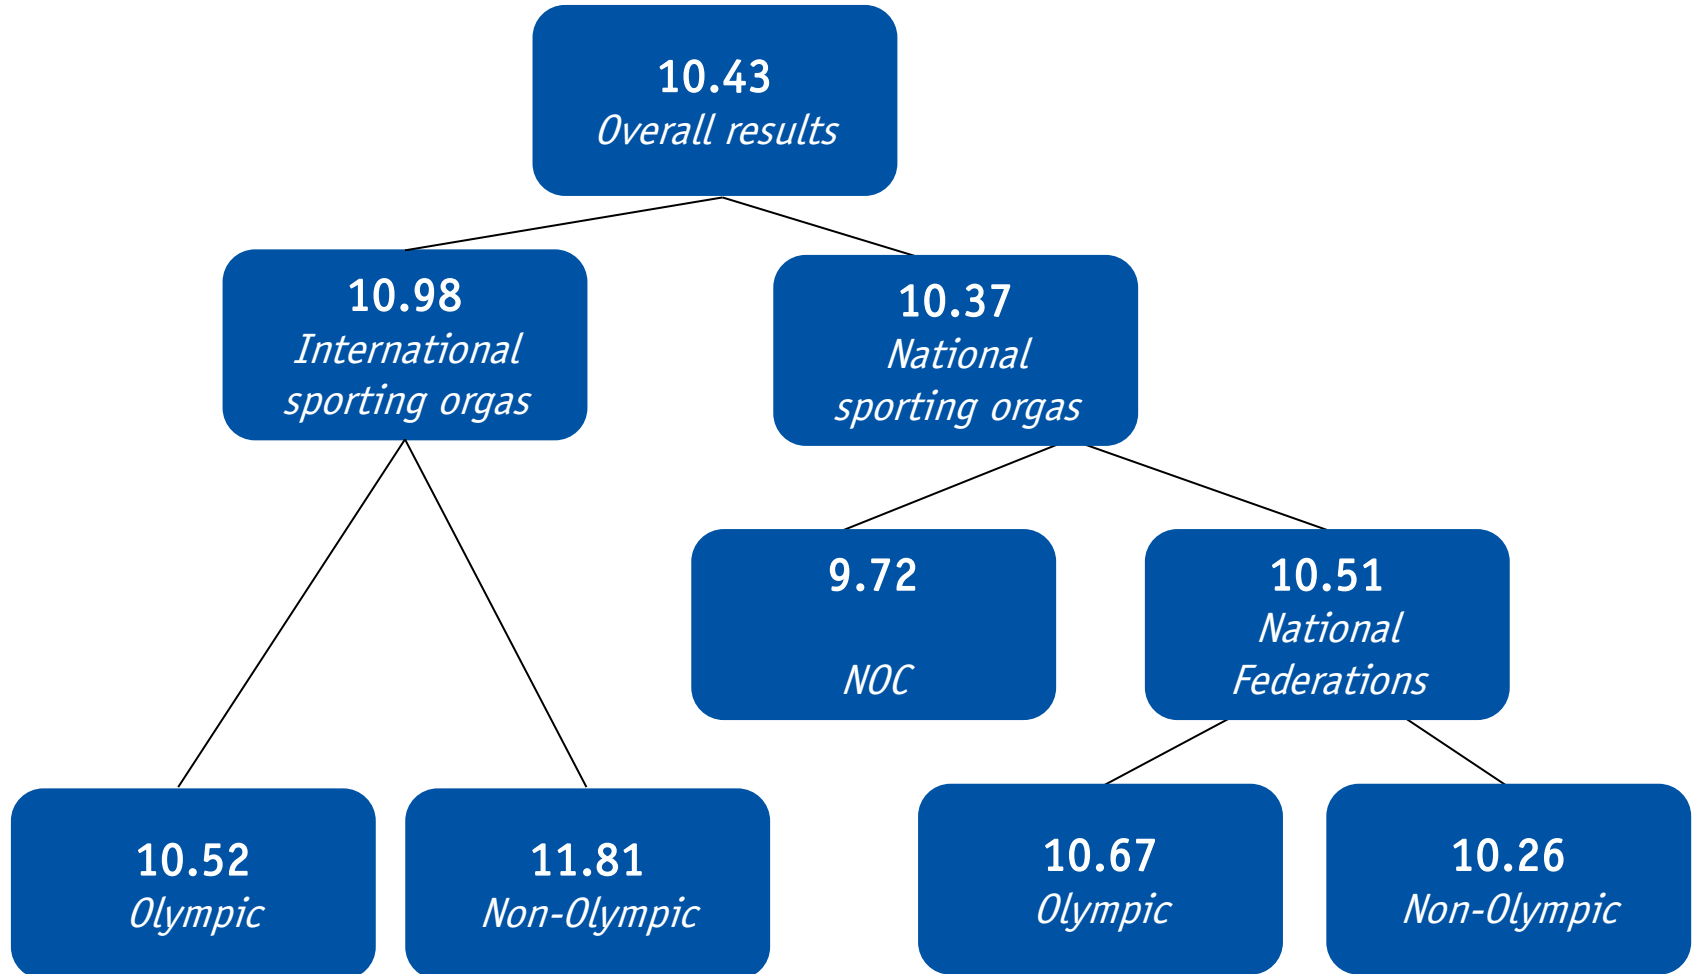 10.43
Overall results
10.98
International
sporting orgas
10.37
National
sporting orgas
9.72
NOC
10.51
National
Federations
10.52
Olympic
11.81
Non-Olympic
10.67
Olympic
10.26
Non-Olympic